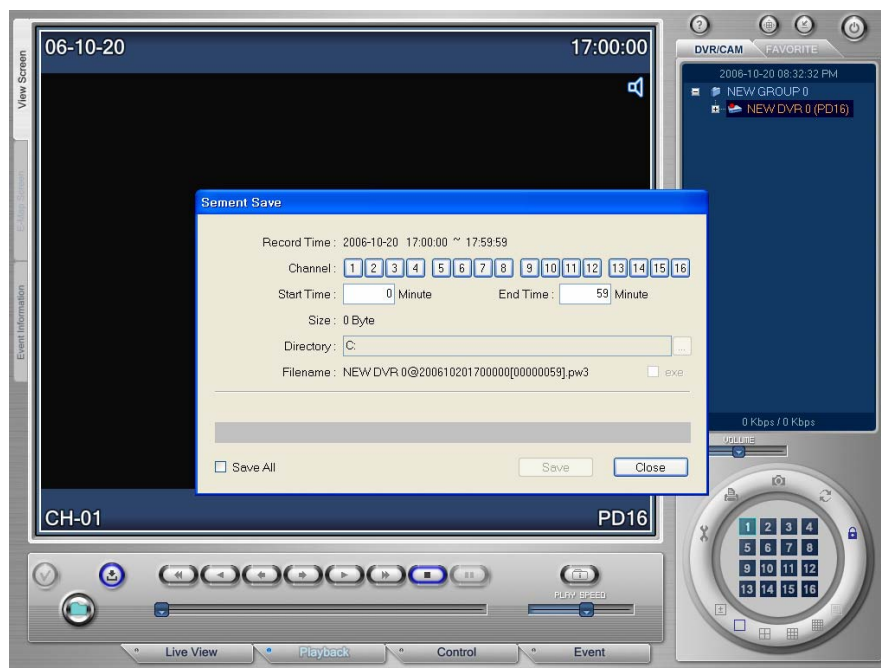 View Screen
E-Map Screen
Event Information
06-10-20 17:00:00
CH-01 PD16
Sement Save
Record Time : 2006-10-20 17:00:00 ~ 17:59:59
Channel : 1 2 3 4 5 6 7 8 9 10 11 12 13 14 15 16
Start Time : 0 Minute End Time : 59 Minute
Size : 0 Byte
Directory : C: ...
Filename : NEW DVR 0@200610201700000[00000059].pw3 exe
Save All Save Close
?
DVR/CAM FAVORITE
2006-10-20 08:32:32 PM
NEW GROUP 0
NEW DVR 0 (PD16)
0 Kbps / 0 Kbps
VOLUME
1 2 3 4
5 6 7 8
9 10 11 12
13 14 15 16
PLAY SPEED
Live View Playback Control Event